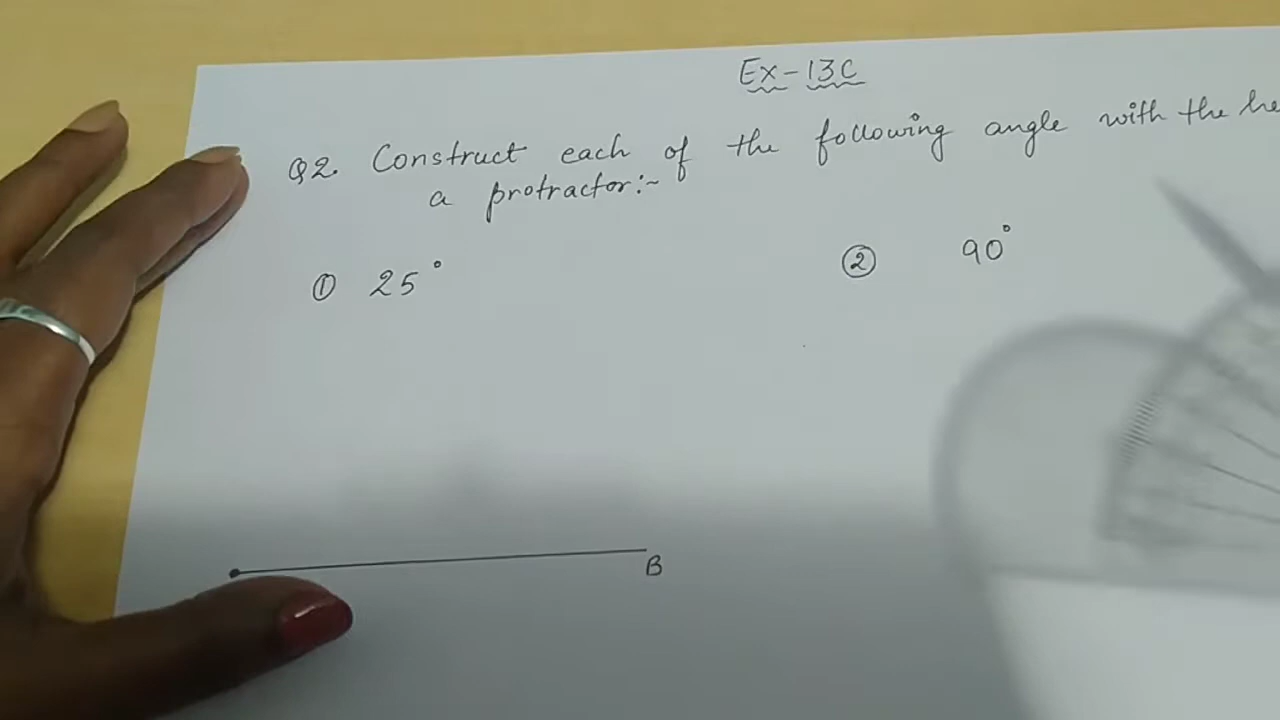 Ex-13C
Q2. Construct each of the following angle with the
a protractor:~
① 25°
② 90°
B